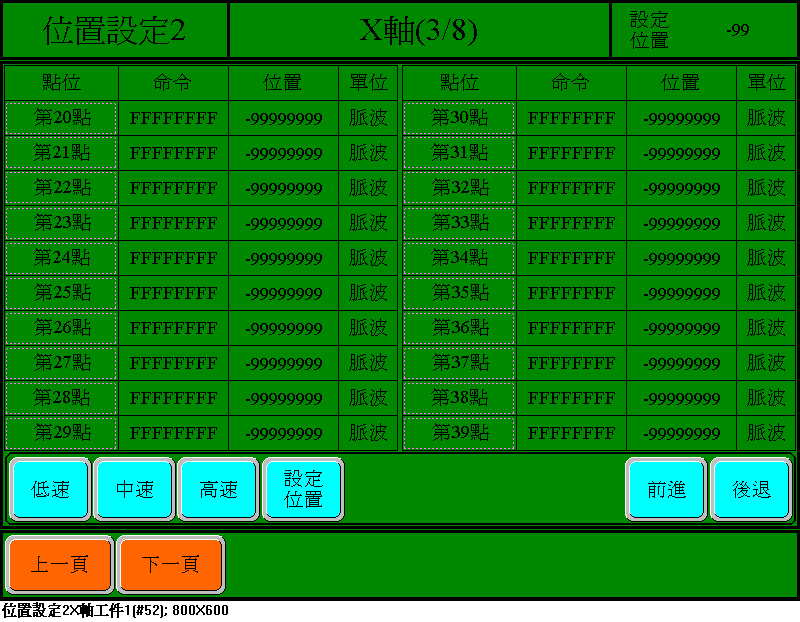 位置設定2 X軸(3/8) 設定位置 -99
點位 命令 位置 單位 點位 命令 位置 單位
第20點 FFFFFFFF -99999999 脈波 第30點 FFFFFFFF -99999999 脈波
第21點 FFFFFFFF -99999999 脈波 第31點 FFFFFFFF -99999999 脈波
第22點 FFFFFFFF -99999999 脈波 第32點 FFFFFFFF -99999999 脈波
第23點 FFFFFFFF -99999999 脈波 第33點 FFFFFFFF -99999999 脈波
第24點 FFFFFFFF -99999999 脈波 第34點 FFFFFFFF -99999999 脈波
第25點 FFFFFFFF -99999999 脈波 第35點 FFFFFFFF -99999999 脈波
第26點 FFFFFFFF -99999999 脈波 第36點 FFFFFFFF -99999999 脈波
第27點 FFFFFFFF -99999999 脈波 第37點 FFFFFFFF -99999999 脈波
第28點 FFFFFFFF -99999999 脈波 第38點 FFFFFFFF -99999999 脈波
第29點 FFFFFFFF -99999999 脈波 第39點 FFFFFFFF -99999999 脈波
低速 中速 高速 設定位置 前進 後退
上一頁 下一頁
位置設定2X軸工件1(#52); 800X600